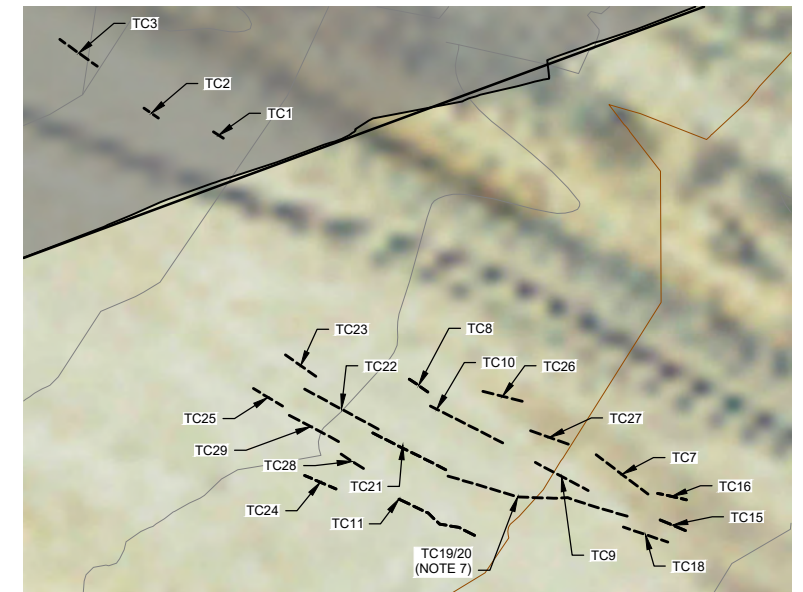 TC3
TC2
TC1
TC23
TC8
TC22
TC10
TC26
TC25
TC27
TC29
TC28
TC7
TC21
TC16
TC24
TC11
TC15
TC19/20
(NOTE 7)
TC9
TC18